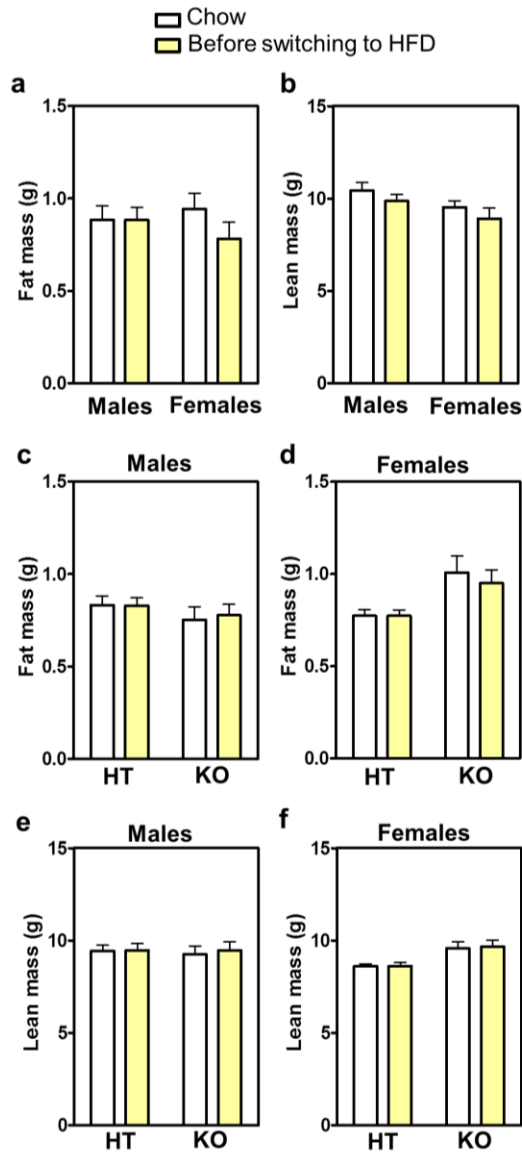 Chow
Before switching to HFD
a
1.5
1.0
0.5
0.0
Fat mass (g)
Males Females
b
15
10
5
0
Lean mass (g)
Males Females
c
Males
1.5
1.0
0.5
0.0
Fat mass (g)
HT KO
d
Females
1.5
1.0
0.5
0.0
Fat mass (g)
HT KO
e
Males
15
10
5
0
Lean mass (g)
HT KO
f
Females
15
10
5
0
Lean mass (g)
HT KO